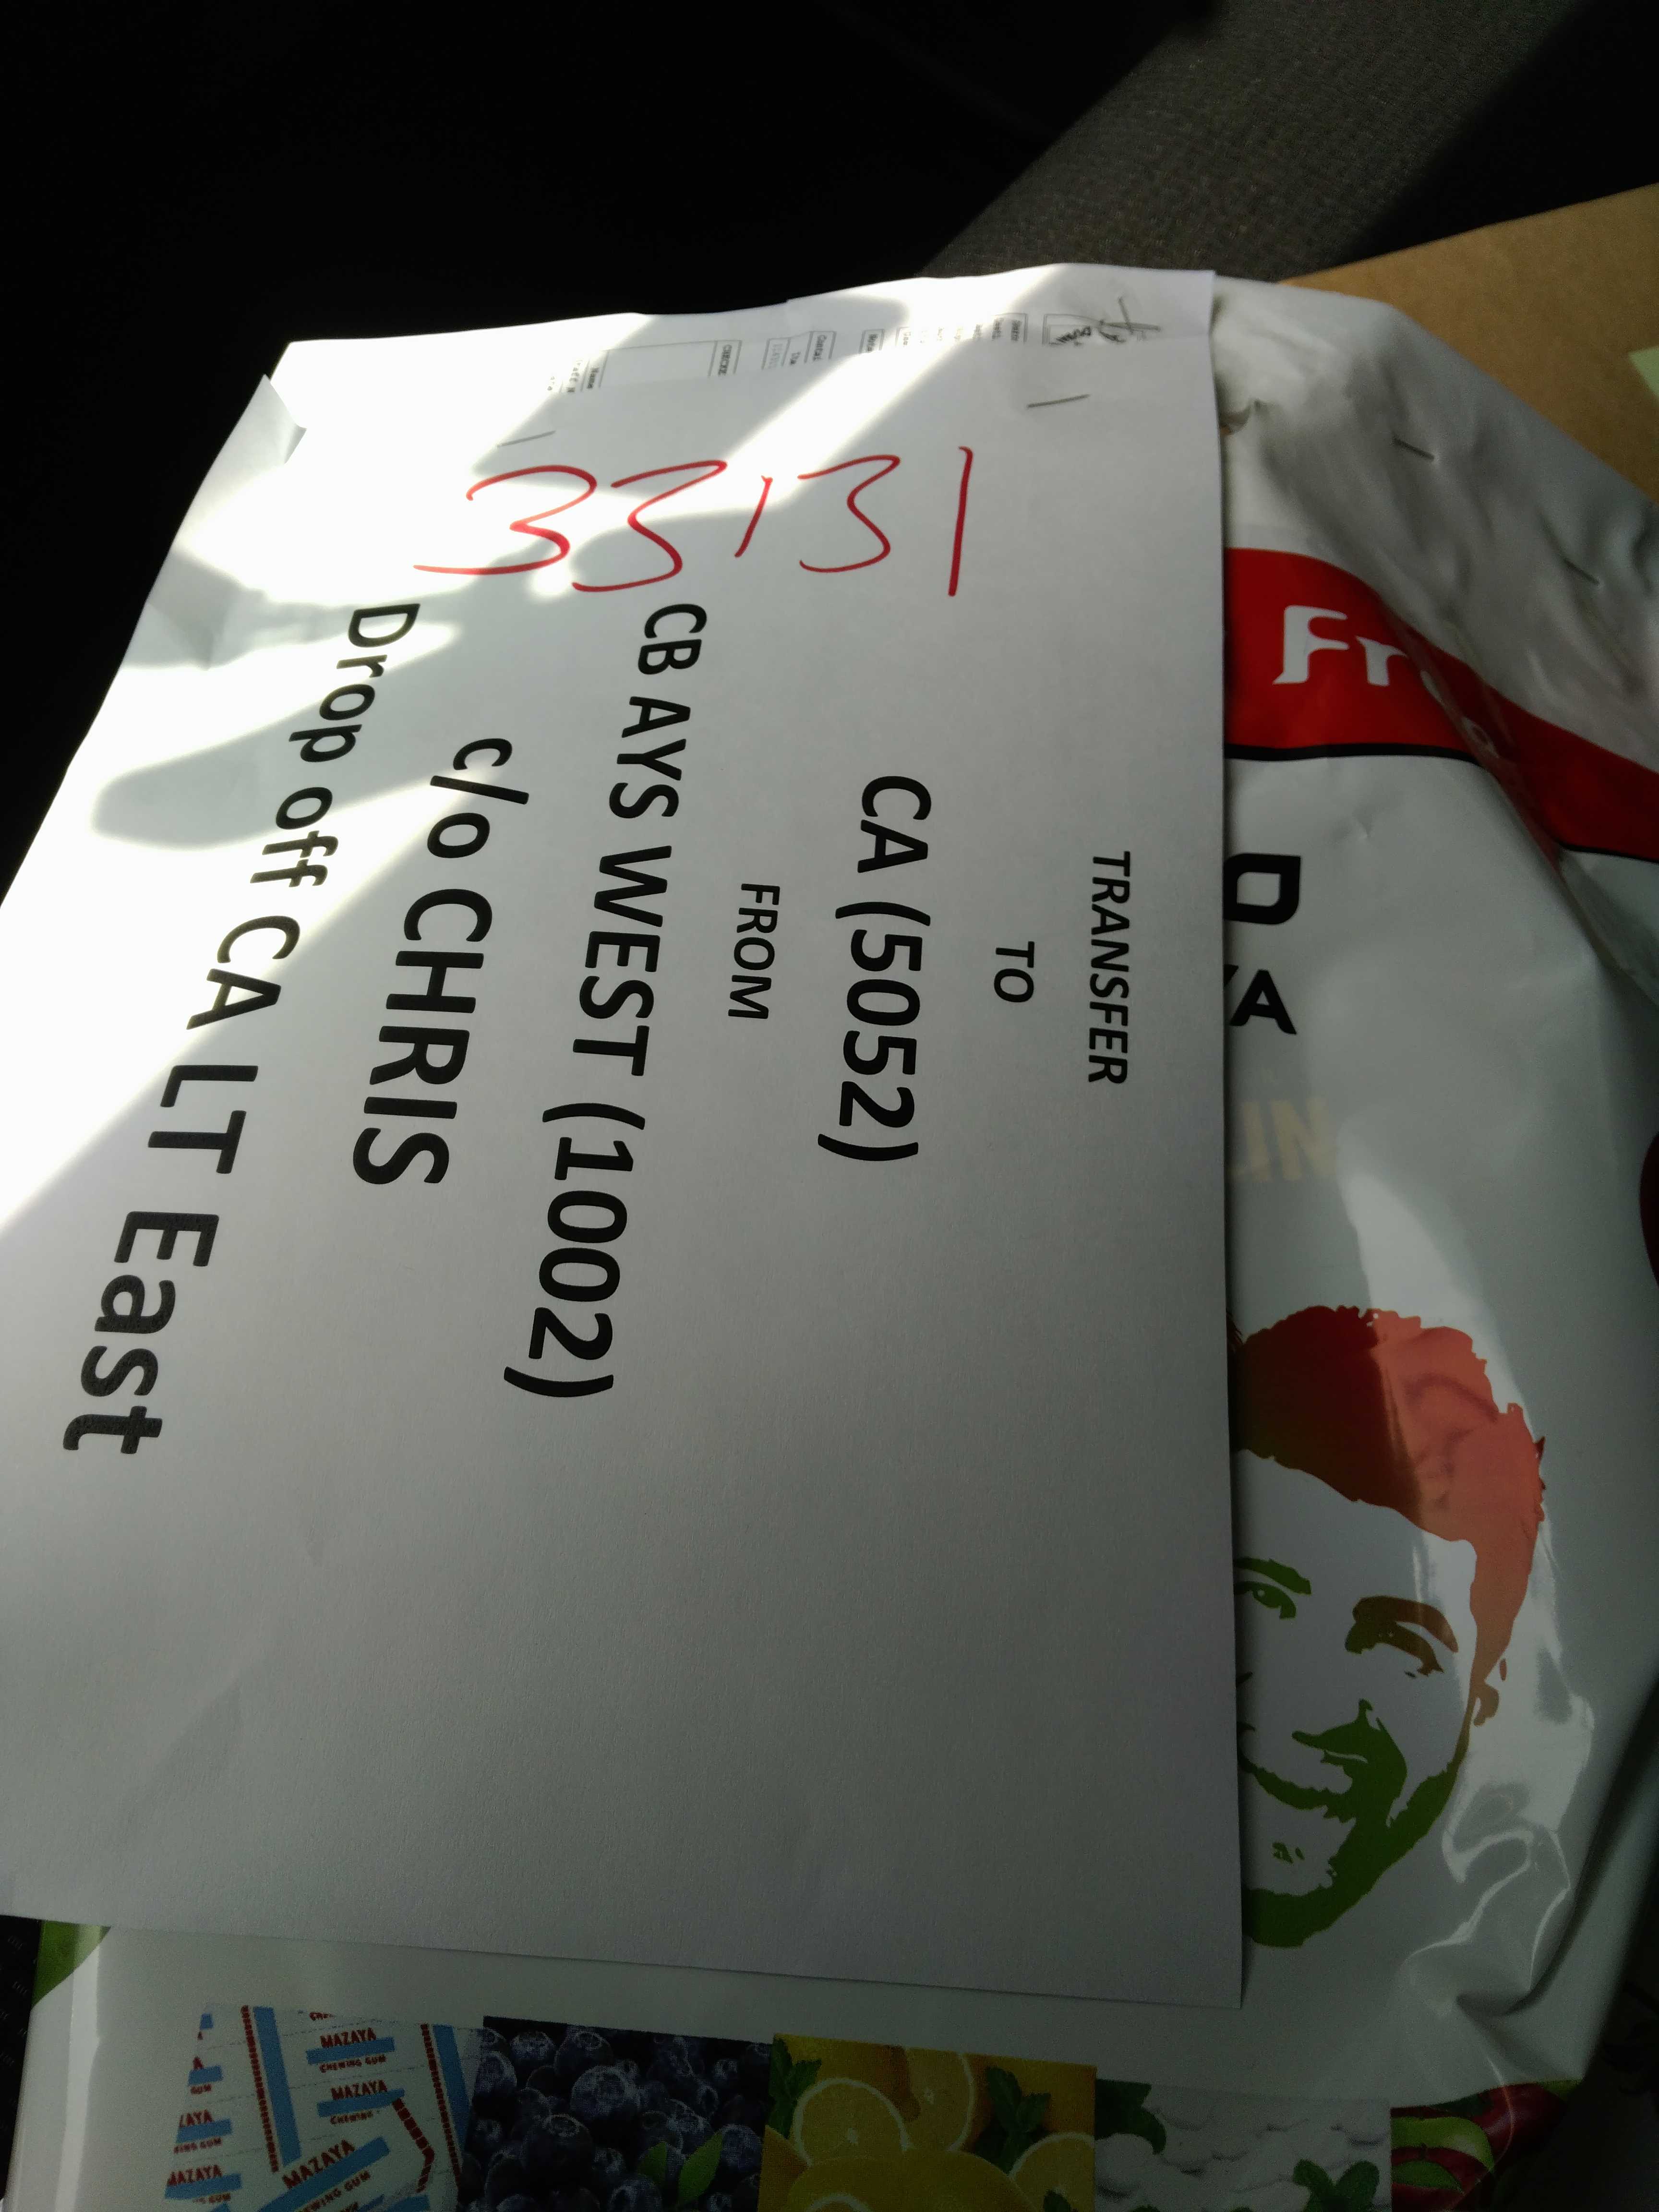 33131
TRANSFER
TO
CA (5052)
FROM
CB AYS WEST (1002)
c/o CHRIS
Drop off CA LT East
MAZAYA
CHEWING GUM
MAZAYA
MAZAYA